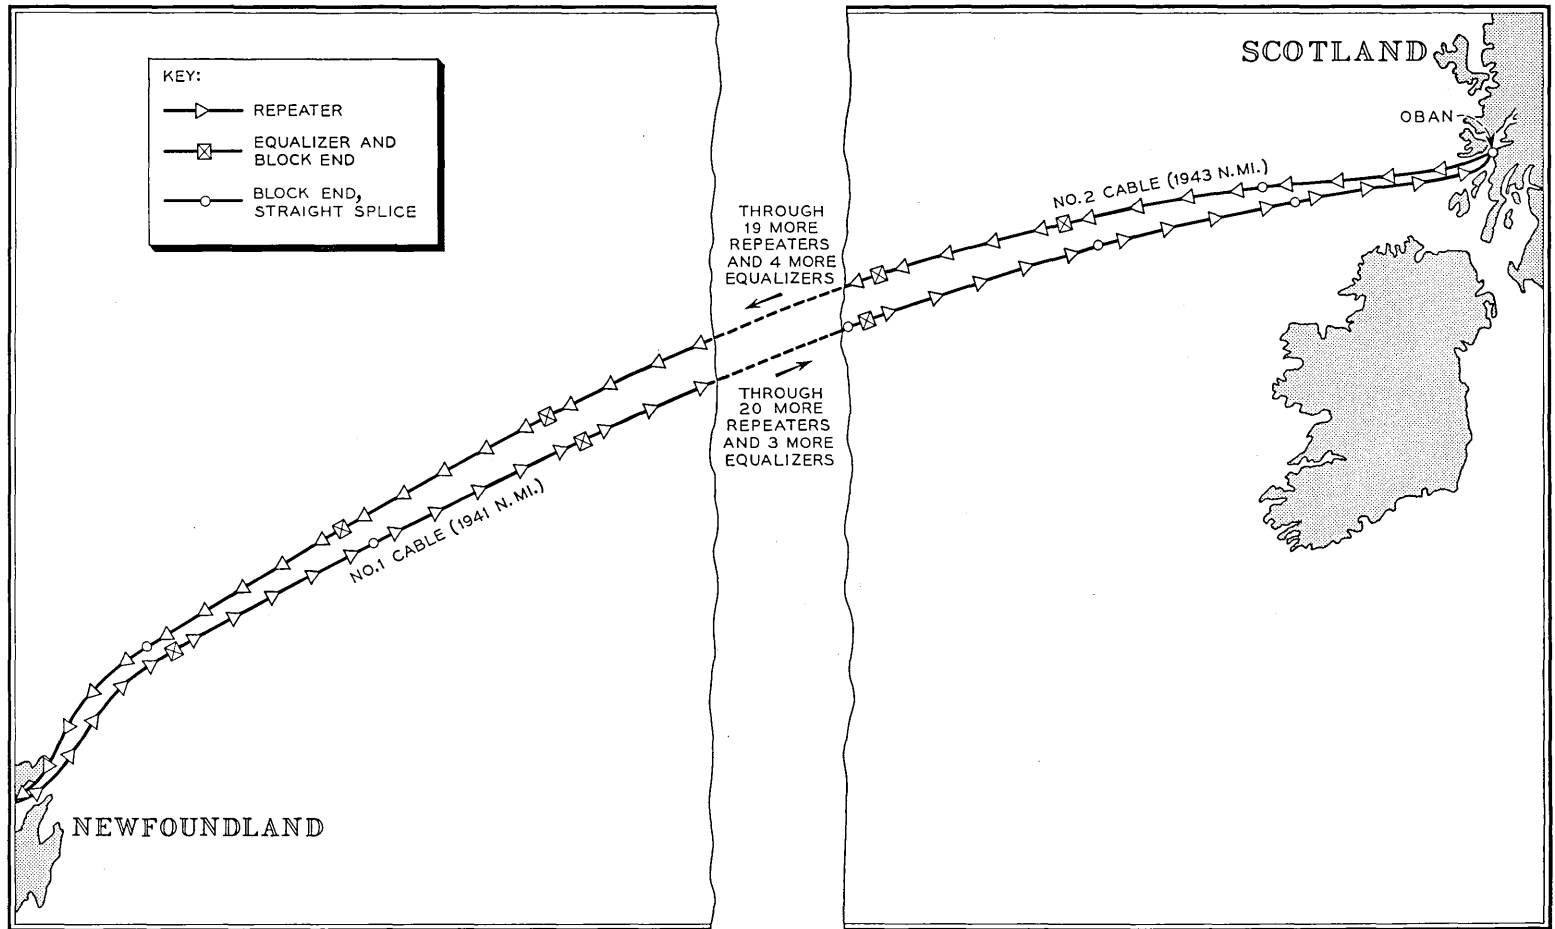 KEY:
REPEATER
EQUALIZER AND
BLOCK END
BLOCK END,
STRAIGHT SPLICE
SCOTLAND
OBAN
NO.2 CABLE (1943 N.MI.)
THROUGH
19 MORE
REPEATERS
AND 4 MORE
EQUALIZERS
THROUGH
20 MORE
REPEATERS
AND 3 MORE
EQUALIZERS
NO.1 CABLE (1941 N.MI.)
NEWFOUNDLAND